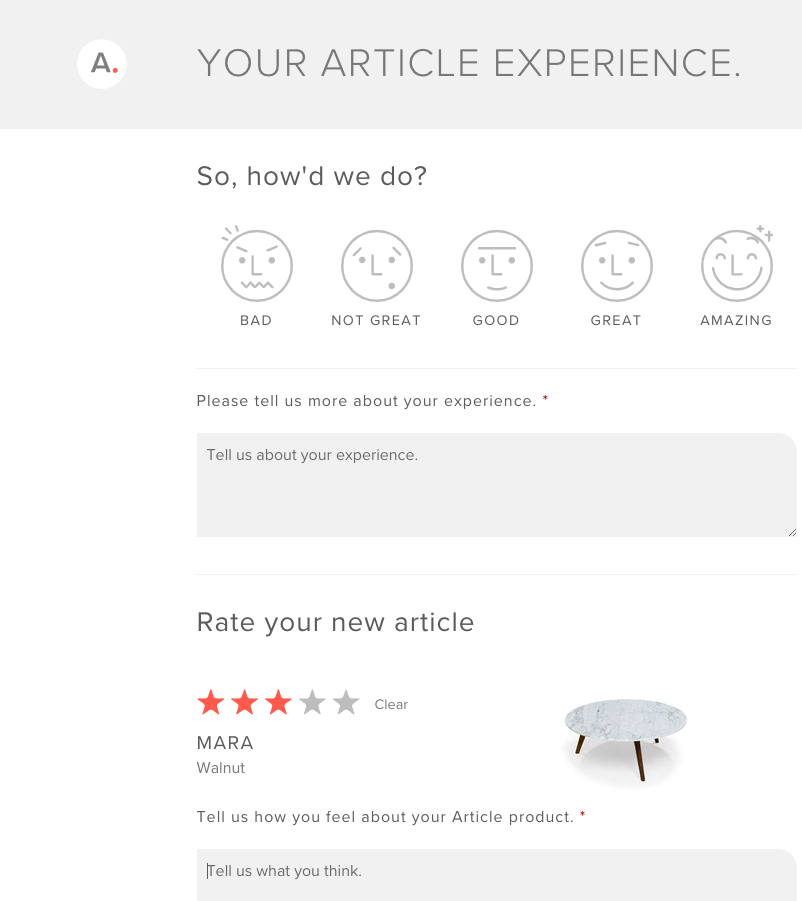 A.
YOUR ARTICLE EXPERIENCE.
So, how'd we do?
BAD
NOT GREAT
GOOD
GREAT
AMAZING
Please tell us more about your experience. *
Tell us about your experience.
Rate your new article
Clear
MARA
Walnut
Tell us how you feel about your Article product. *
Tell us what you think.